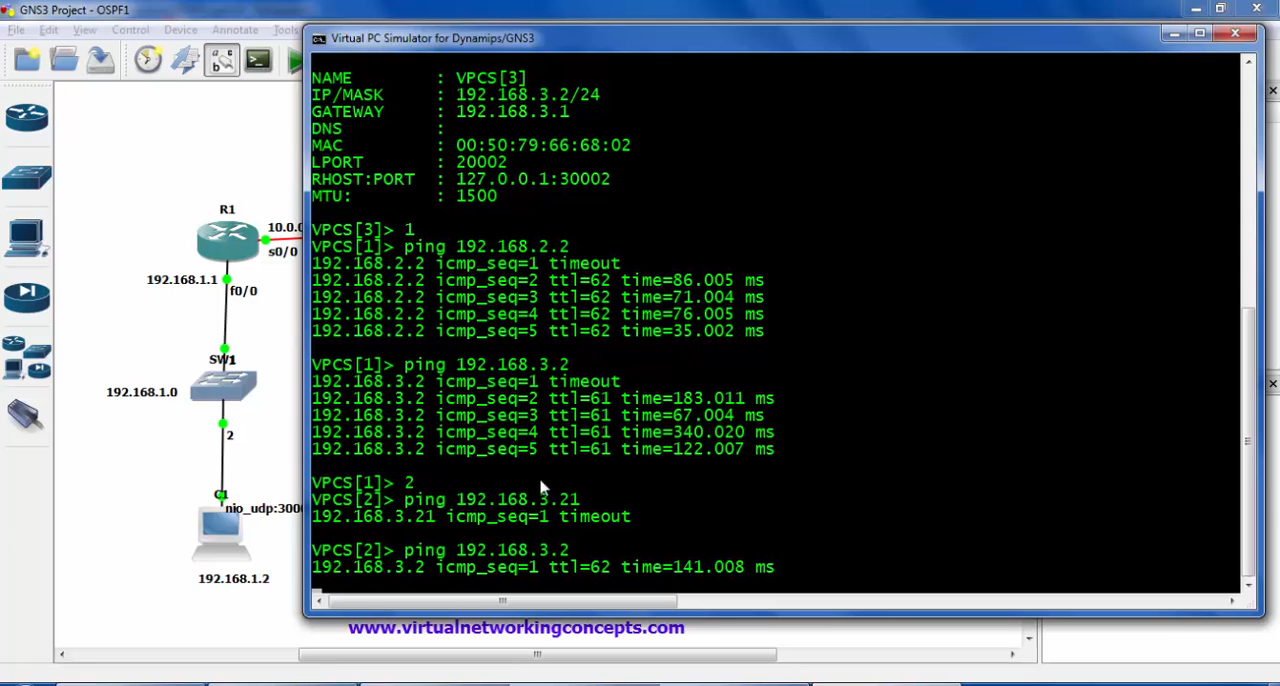 GNS3 Project - OSPF1
File Edit View Control Device Annotate Tools
Virtual PC Simulator for Dynamips/GNS3
NAME : VPCS[3]
IP/MASK : 192.168.3.2/24
GATEWAY : 192.168.3.1
DNS :
MAC : 00:50:79:66:68:02
LPORT : 20002
RHOST:PORT : 127.0.0.1:30002
MTU: : 1500
VPCS[3]> 1
VPCS[1]> ping 192.168.2.2
192.168.2.2 icmp_seq=1 timeout
192.168.2.2 icmp_seq=2 ttl=62 time=86.005 ms
192.168.2.2 icmp_seq=3 ttl=62 time=71.004 ms
192.168.2.2 icmp_seq=4 ttl=62 time=76.005 ms
192.168.2.2 icmp_seq=5 ttl=62 time=35.002 ms
VPCS[1]> ping 192.168.3.2
192.168.3.2 icmp_seq=1 timeout
192.168.3.2 icmp_seq=2 ttl=61 time=183.011 ms
192.168.3.2 icmp_seq=3 ttl=61 time=67.004 ms
192.168.3.2 icmp_seq=4 ttl=61 time=340.020 ms
192.168.3.2 icmp_seq=5 ttl=61 time=122.007 ms
VPCS[1]> 2
VPCS[2]> ping 192.168.3.21
192.168.3.21 icmp_seq=1 timeout
VPCS[2]> ping 192.168.3.2
192.168.3.2 icmp_seq=1 ttl=62 time=141.008 ms
R1
10.0.0
s0/0
192.168.1.1
f0/0
SW1
1
192.168.1.0
2
C1
nio_udp:3000
192.168.1.2
www.virtualnetworkingconcepts.com